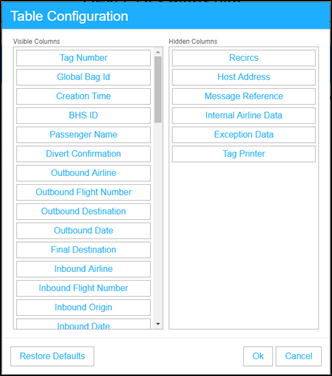 Table Configuration
Visible Columns
Tag Number
Global Bag Id
Creation Time
BHS ID
Passenger Name
Divert Confirmation
Outbound Airline
Outbound Flight Number
Outbound Destination
Outbound Date
Final Destination
Inbound Airline
Inbound Flight Number
Inbound Origin
Inbound Date
Hidden Columns
Recircs
Host Address
Message Reference
Internal Airline Data
Exception Data
Tag Printer
Restore Defaults
Ok
Cancel